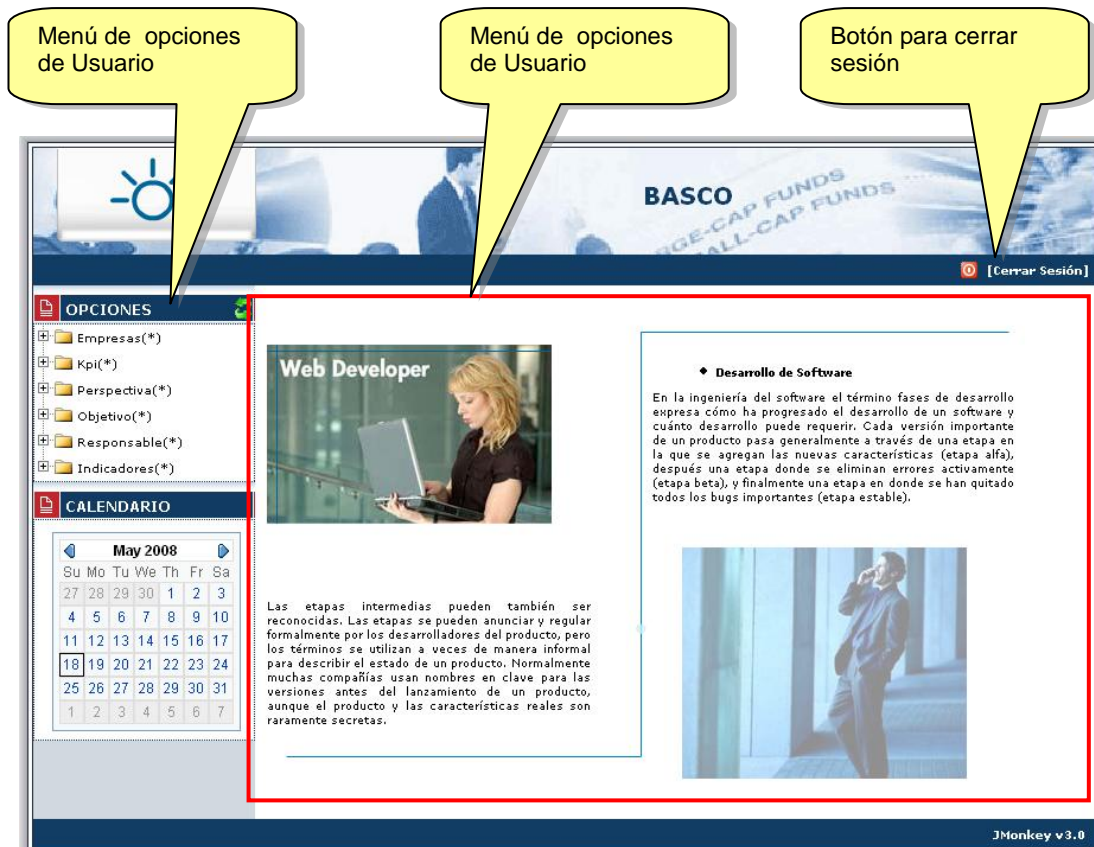 Menú de opciones
de Usuario
Menú de opciones
de Usuario
Botón para cerrar
sesión
BASCO
RGE-CAP FUNDS
ALL-CAP FUNDS
[Cerrar Sesión]
OPCIONES
Empresas(*)
Kpi(*)
Perspectiva(*)
Objetivo(*)
Responsable(*)
Indicadores(*)
CALENDARIO
May 2008
Su Mo Tu We Th Fr Sa
27 28 29 30 1 2 3
4 5 6 7 8 9 10
11 12 13 14 15 16 17
18 19 20 21 22 23 24
25 26 27 28 29 30 31
1 2 3 4 5 6 7
Web Developer
Las etapas intermedias pueden también ser
reconocidas. Las etapas se pueden anunciar y regular
formalmente por los desarrolladores del producto, pero
los términos se utilizan a veces de manera informal
para describir el estado de un producto. Normalmente
muchas compañías usan nombres en clave para las
versiones antes del lanzamiento de un producto,
aunque el producto y las características reales son
raramente secretas.
Desarrollo de Software
En la ingeniería del software el término fases de desarrollo
expresa cómo ha progresado el desarrollo de un software y
cuánto desarrollo puede requerir. Cada versión importante
de un producto pasa generalmente a través de una etapa en
la que se agregan las nuevas características (etapa alfa),
después una etapa donde se eliminan errores activamente
(etapa beta), y finalmente una etapa en donde se han quitado
todos los bugs importantes (etapa estable).
JMonkey v3.0